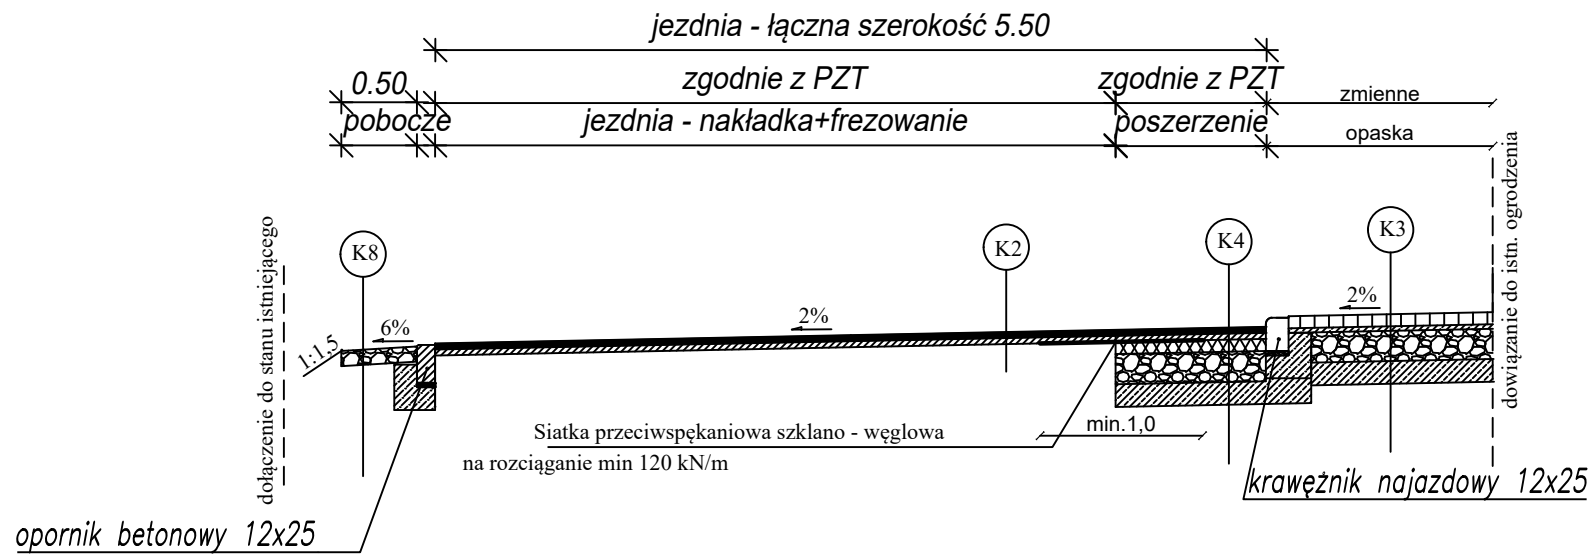 jezdnia - łączna szerokość 5.50
0.50
zgodnie z PZT
zgodnie z PZT
zmienne
pobocze
jezdnia - nakładka+frezowanie
poszerzenie
opaska
dołączenie do stanu istniejącego
K8
K2
K4
K3
dowiązanie do istn. ogrodzenia
1:1,5
6%
2%
2%
Siatka przeciwspękaniowa szklano - węglowa
na rozciąganie min 120 kN/m
min.1,0
krawężnik najazdowy 12x25
opornik betonowy 12x25